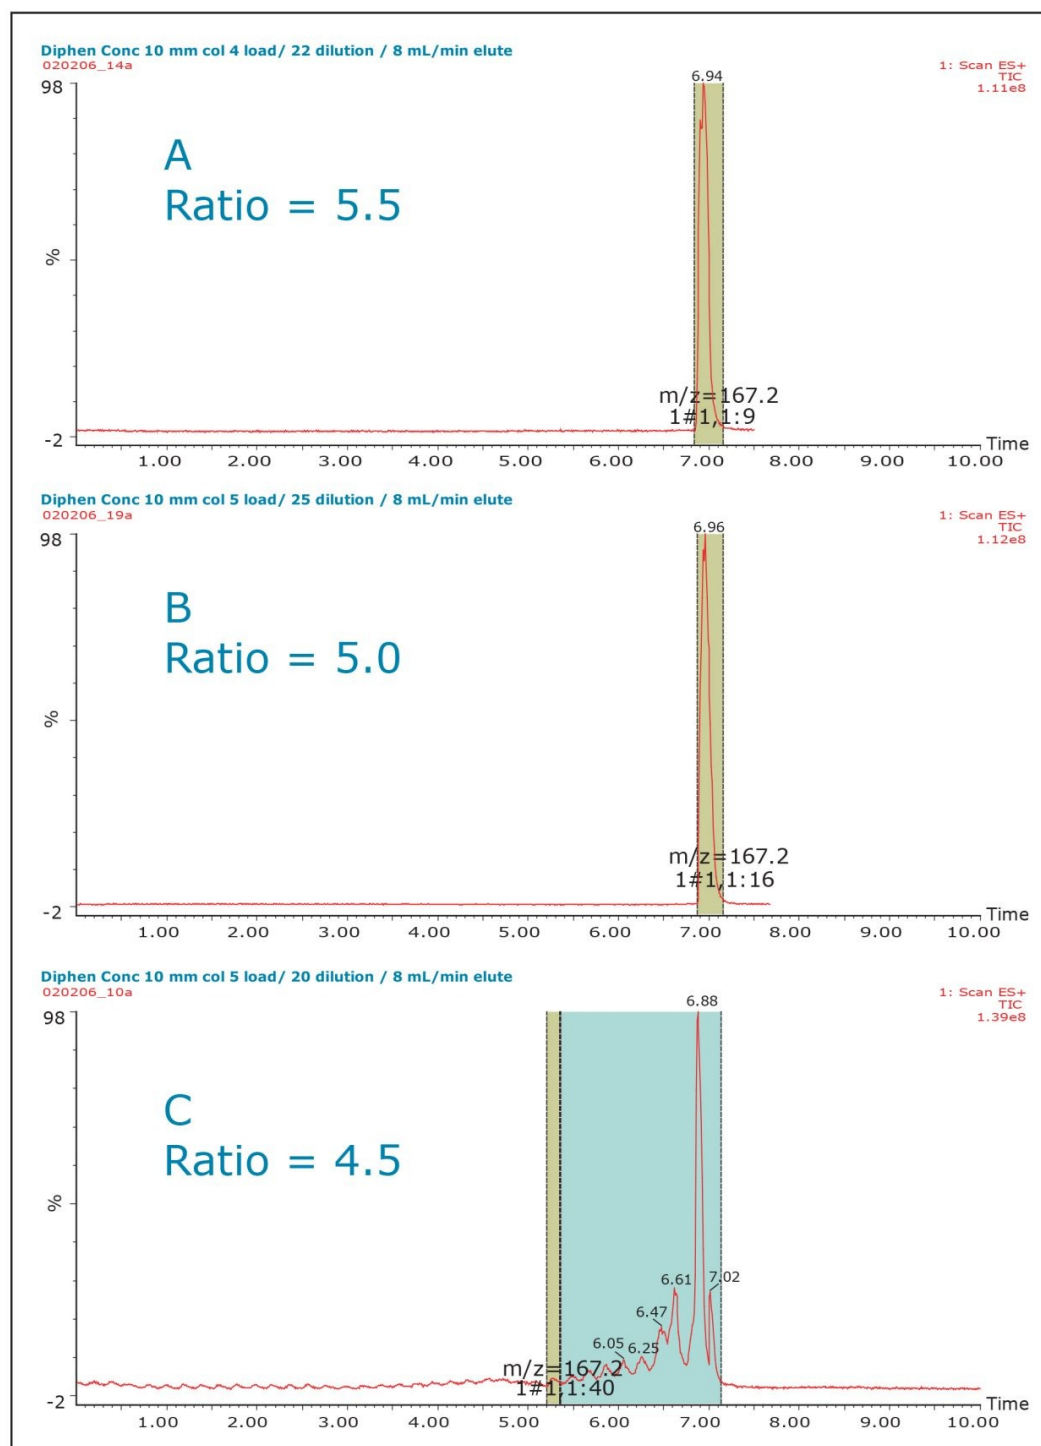 Diphen Conc 10 mm col 4 load/ 22 dilution / 8 mL/min elute
020206_14a
1: Scan ES+
TIC
1.11e8
98
6.94
A
Ratio = 5.5
%
m/z=167.2
1#1,1:9
-2
Time
1.00 2.00 3.00 4.00 5.00 6.00 7.00 8.00 9.00 10.00
Diphen Conc 10 mm col 5 load/ 25 dilution / 8 mL/min elute
020206_19a
1: Scan ES+
TIC
1.12e8
98
6.96
B
Ratio = 5.0
%
m/z=167.2
1#1,1:16
-2
Time
1.00 2.00 3.00 4.00 5.00 6.00 7.00 8.00 9.00 10.00
Diphen Conc 10 mm col 5 load/ 20 dilution / 8 mL/min elute
020206_10a
1: Scan ES+
TIC
1.39e8
98
6.88
C
Ratio = 4.5
%
6.61
7.02
6.47
6.05
6.25
m/z=167.2
1#1,1:40
-2
Time
1.00 2.00 3.00 4.00 5.00 6.00 7.00 8.00 9.00 10.00